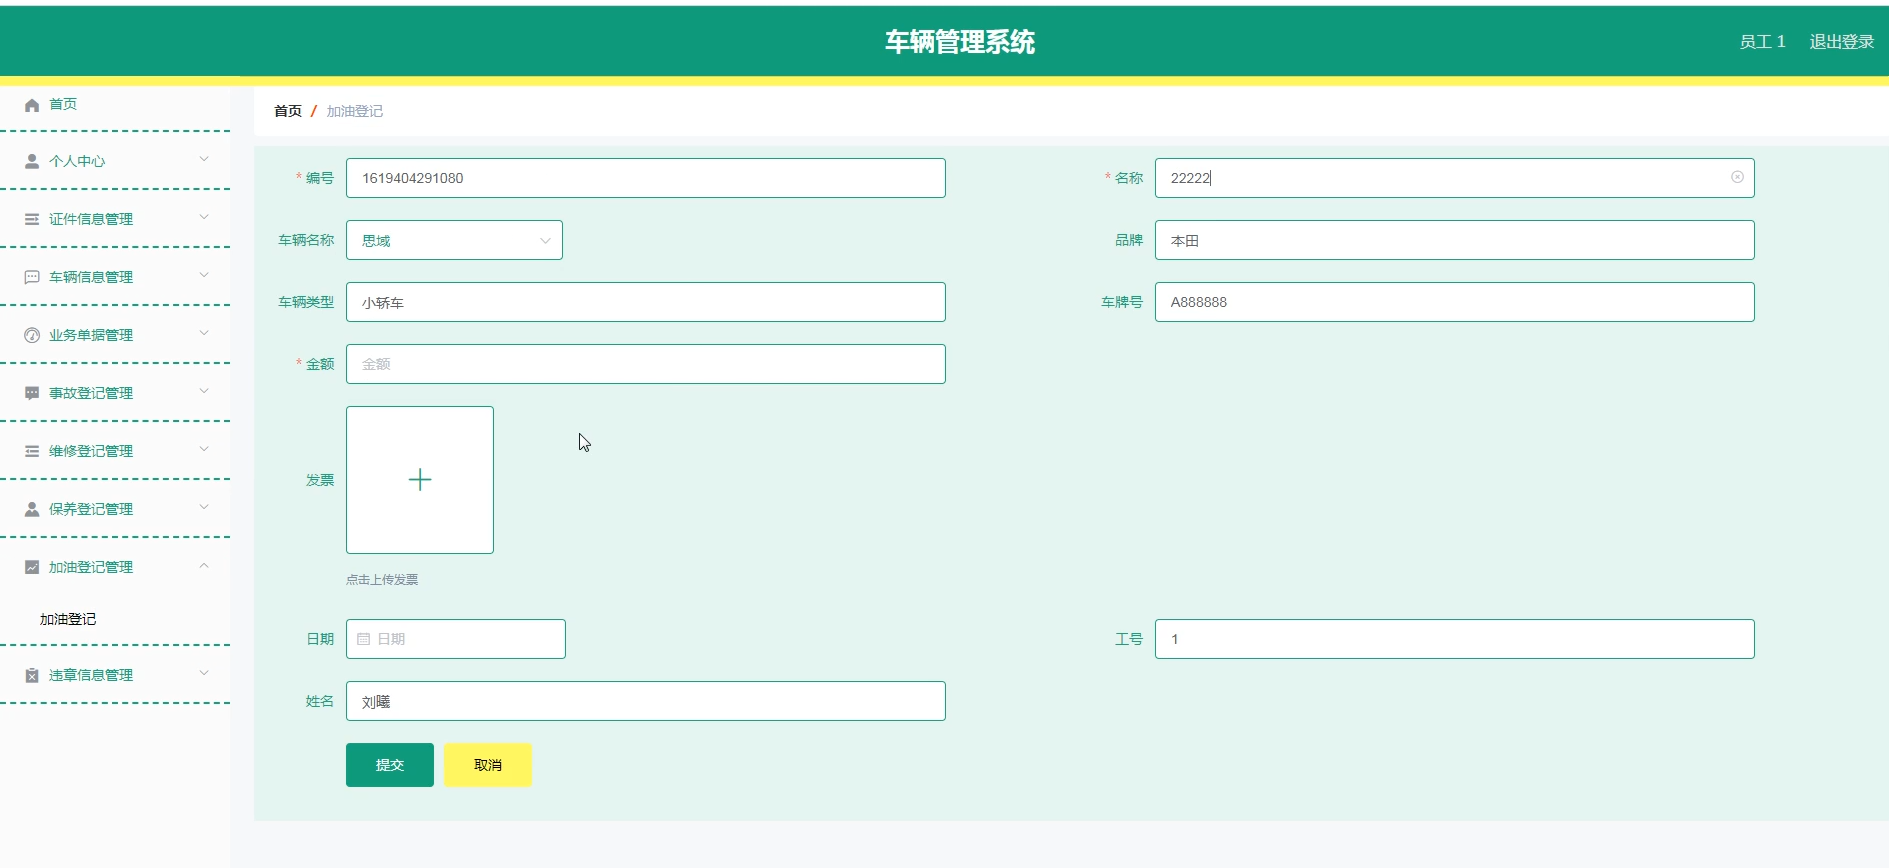 车辆管理系统
员工 1 退出登录
首页
个人中心
证件信息管理
车辆信息管理
业务单据管理
事故登记管理
维修登记管理
保养登记管理
加油登记管理
加油登记
违章信息管理
首页 / 加油登记
* 编号 1619404291080
* 名称 22222
车辆名称 思域
品牌 本田
车辆类型 小轿车
车牌号 A888888
* 金额 金额
发票
点击上传发票
日期 日期
工号 1
姓名 刘曦
提交 取消